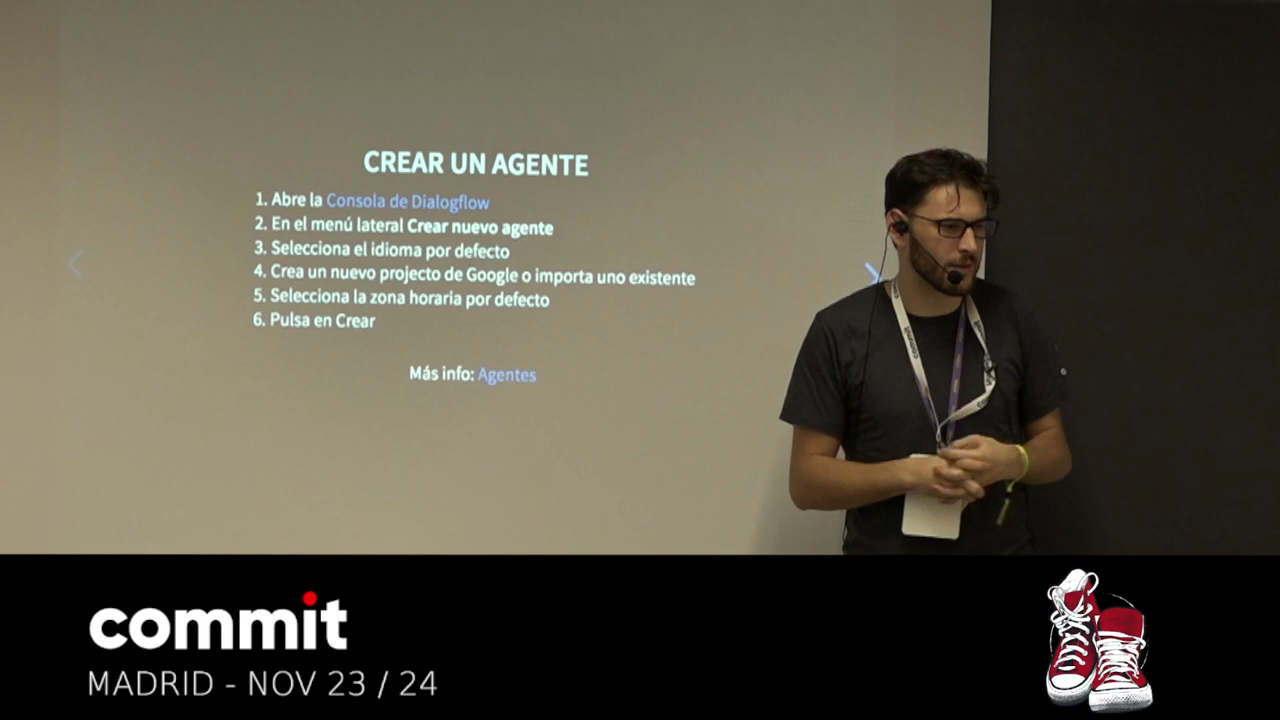 CREAR UN AGENTE
1. Abre la Consola de Dialogflow
2. En el menú lateral Crear nuevo agente
3. Selecciona el idioma por defecto
4. Crea un nuevo projecto de Google o importa uno existente
5. Selecciona la zona horaria por defecto
6. Pulsa en Crear
Más info: Agentes
commit
commit
MADRID - NOV 23 / 24